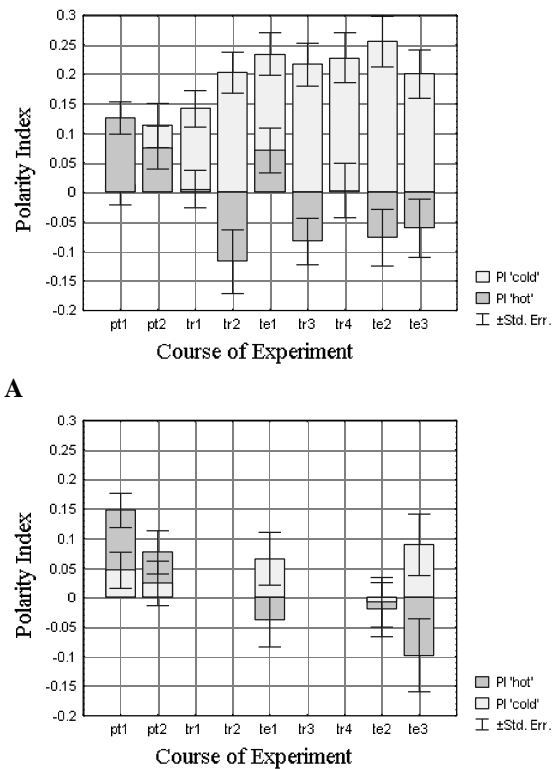 0.3
0.25
0.2
0.15
0.1
0.05
0
-0.05
-0.1
-0.15
-0.2
Polarity Index
pt1 pt2 tr1 tr2 te1 tr3 tr4 te2 te3
Course of Experiment
PI 'cold'
PI 'hot'
±Std. Err.
A
0.3
0.25
0.2
0.15
0.1
0.05
0
-0.05
-0.1
-0.15
-0.2
Polarity Index
pt1 pt2 tr1 tr2 te1 tr3 tr4 te2 te3
Course of Experiment
PI 'hot'
PI 'cold'
±Std. Err.